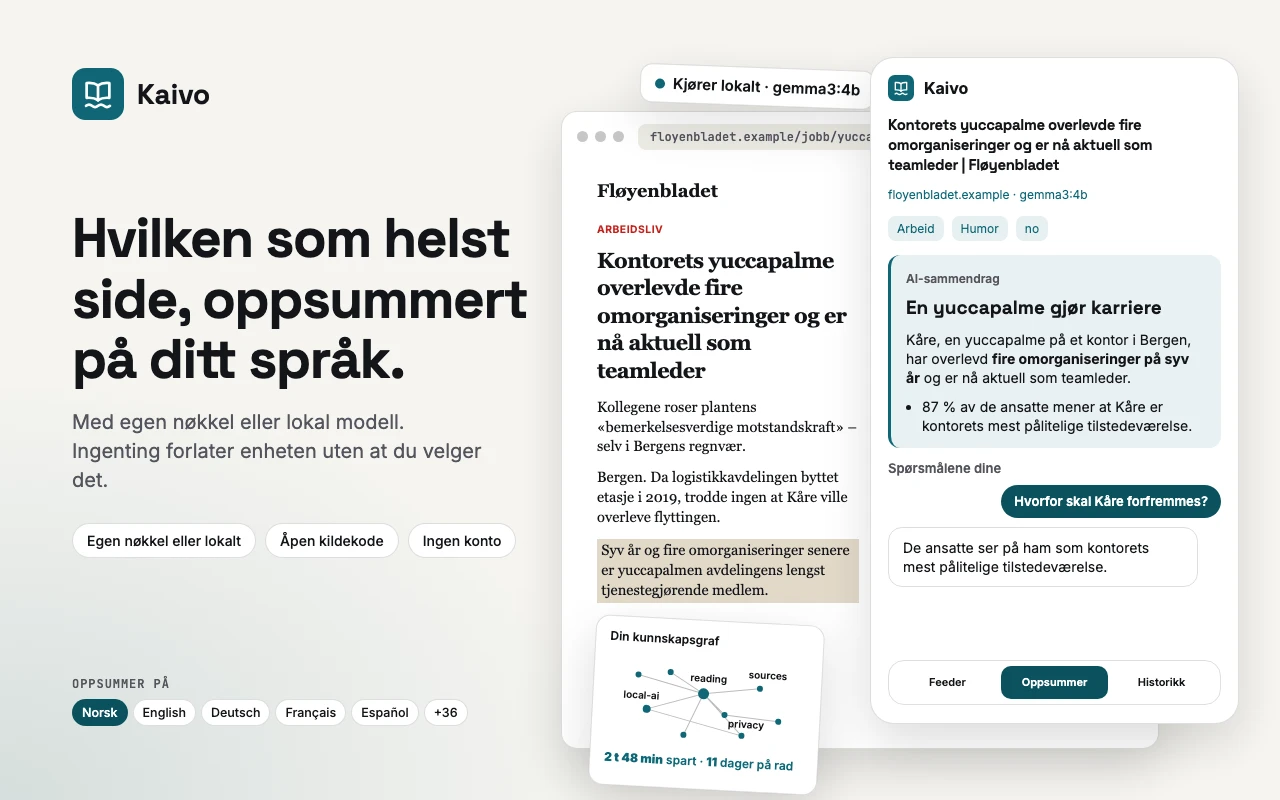 Kaivo
Hvilken som helst
side, oppsummert
på ditt språk.
Med egen nøkkel eller lokal modell.
Ingenting forlater enheten uten at du velger
det.
Egen nøkkel eller lokalt
Åpen kildekode
Ingen konto
OPPSUMMER PÅ
Norsk
English
Deutsch
Français
Español
+36
Kjører lokalt · gemma3:4b
floyenbladet.example/jobb/yucca
Fløyenbladet
ARBEIDSLIV
Kontorets yuccapalme
overlevde fire
omorganiseringer og er
nå aktuell som
teamleder
Kollegene roser plantens
«bemerkelsesverdige motstandskraft» –
selv i Bergens regnvær.
Bergen. Da logistikkavdelingen byttet
etasje i 2019, trodde ingen at Kåre ville
overleve flyttingen.
Syv år og fire omorganiseringer senere
er yuccapalmen avdelingens lengst
tjenestegjørende medlem.
Din kunnskapsgraf
reading
sources
local-ai
privacy
2 t 48 min spart · 11 dager på rad
Kaivo
Kontorets yuccapalme overlevde fire
omorganiseringer og er nå aktuell som
teamleder | Fløyenbladet
floyenbladet.example · gemma3:4b
Arbeid
Humor
no
AI-sammendrag
En yuccapalme gjør karriere
Kåre, en yuccapalme på et kontor i Bergen,
har overlevd fire omorganiseringer på syv
år og er nå aktuell som teamleder.
• 87 % av de ansatte mener at Kåre er
kontorets mest pålitelige tilstedeværelse.
Spørsmålene dine
Hvorfor skal Kåre forfremmes?
De ansatte ser på ham som kontorets
mest pålitelige tilstedeværelse.
Feeder
Oppsummer
Historikk